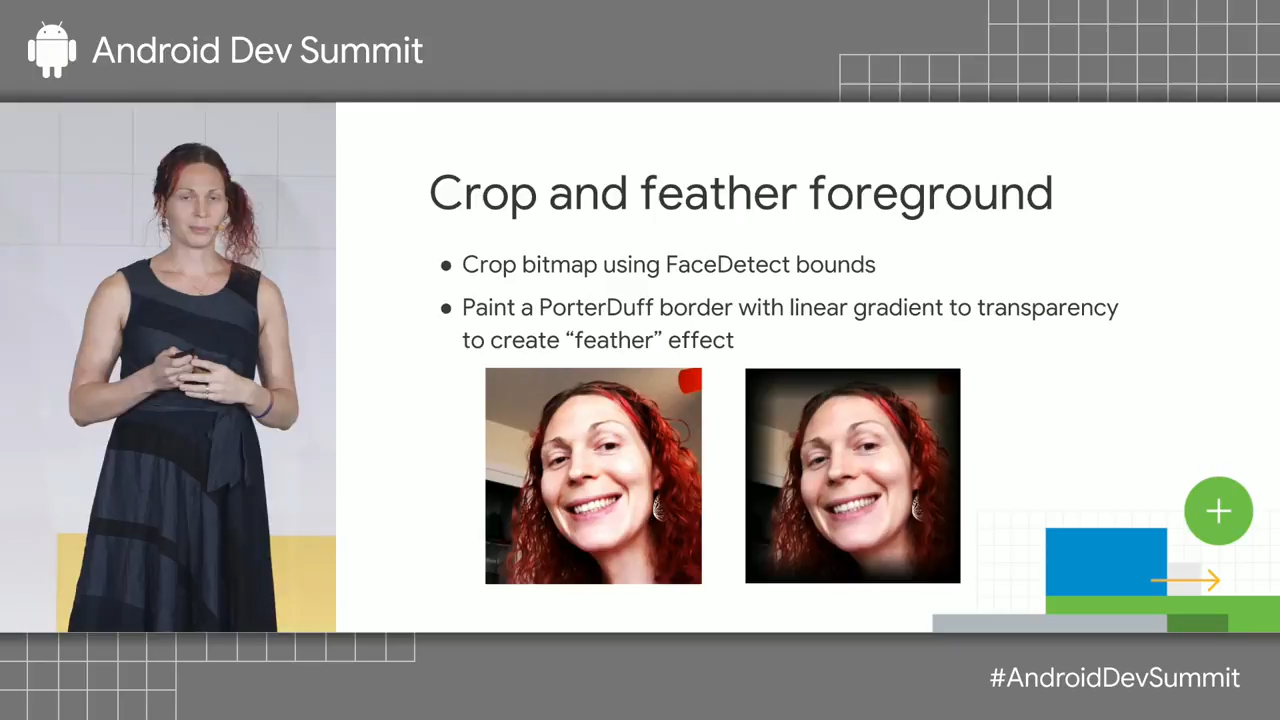 Android Dev Summit
Crop and feather foreground
● Crop bitmap using FaceDetect bounds
● Paint a PorterDuff border with linear gradient to transparency
to create “feather” effect
#AndroidDevSummit